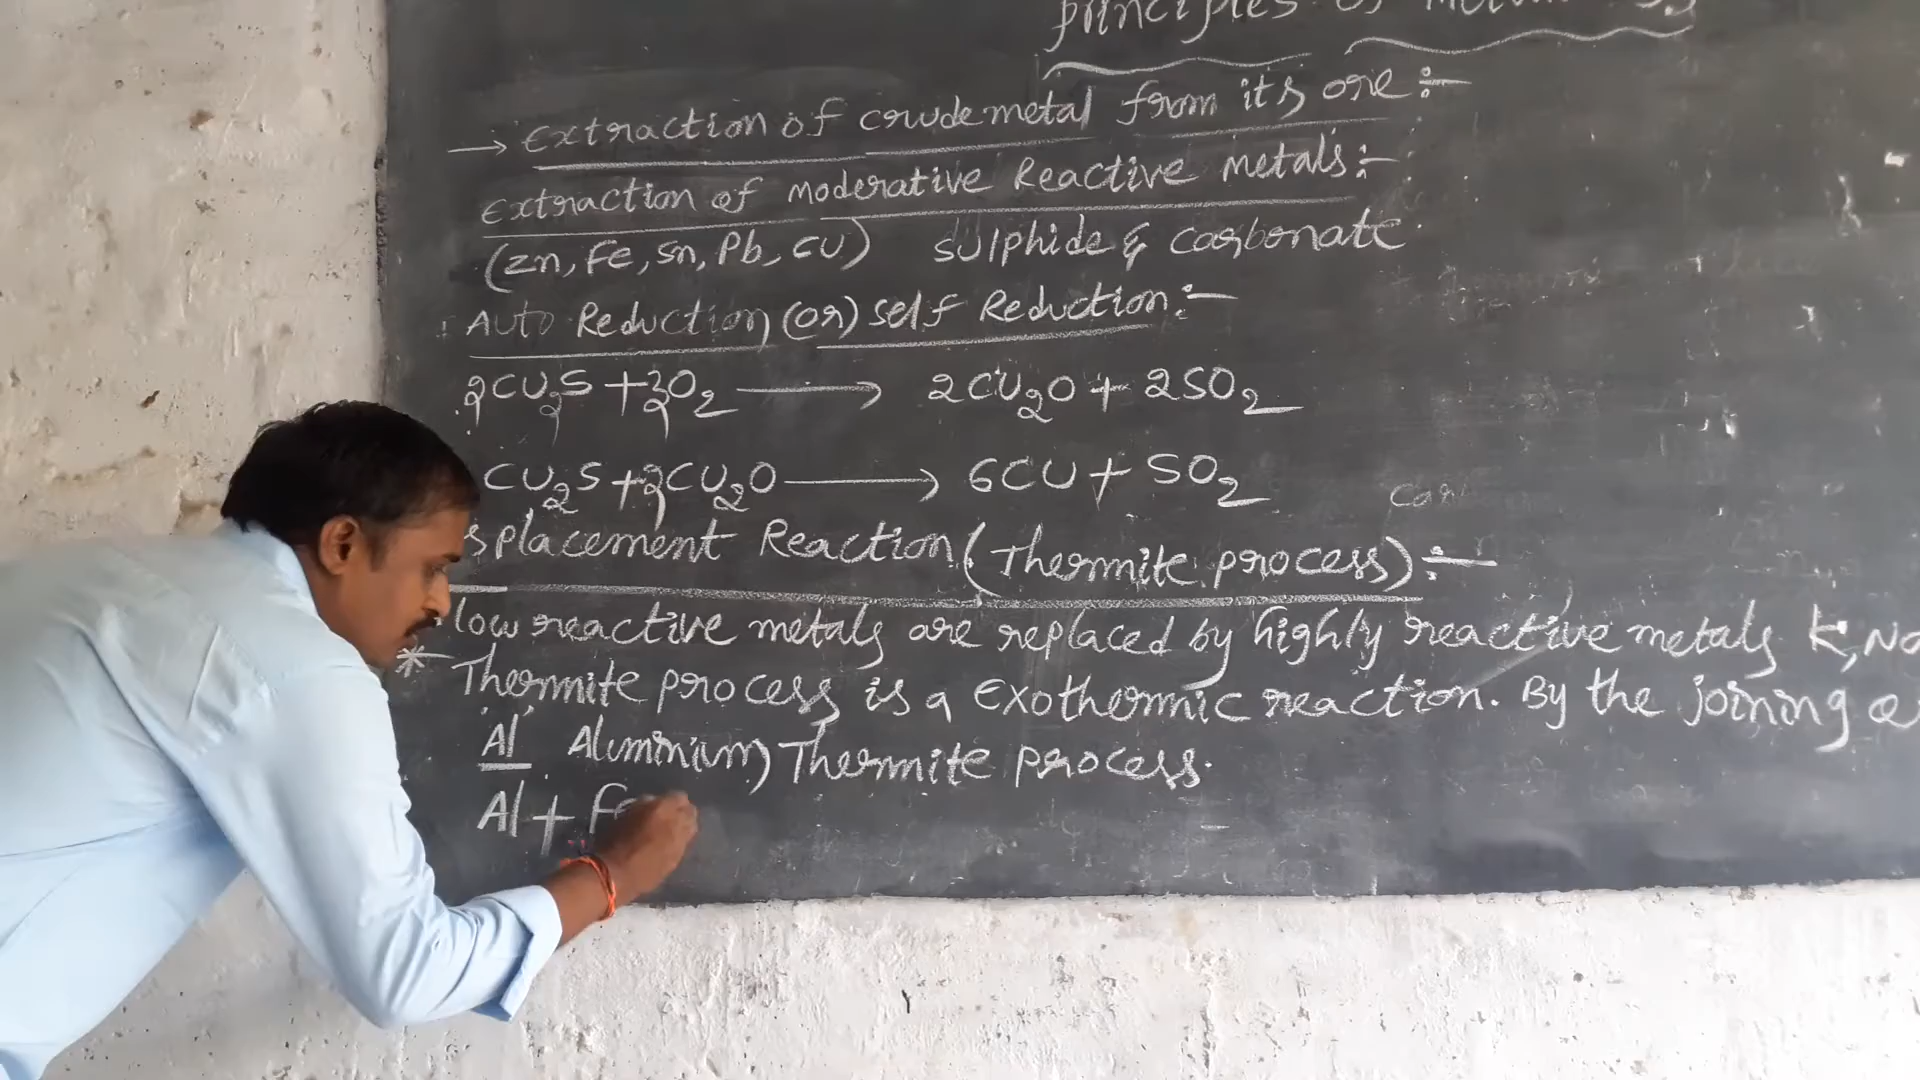 principles of
→ Extraction of crude metal from its ore :-
Extraction of moderative Reactive metals :-
(Zn, Fe, Sn, Pb, Cu) Sulphide & Carbonate
Auto Reduction (or) self Reduction :-
2CU₂S + 3O₂ → 2CU₂O + 2SO₂
CU₂S + 2CU₂O → 6CU + SO₂
splacement Reaction (Thermite process) :-
low reactive metals are replaced by highly reactive metals K, Na
* Thermite process is a Exothermic reaction. By the joining
Al Aluminium Thermite process.
Al + Fe